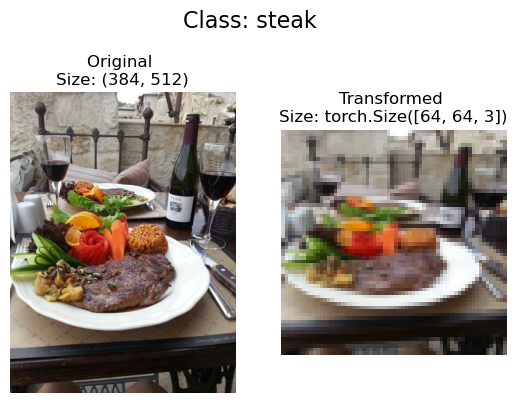 Class: steak
Original
Size: (384, 512)
Transformed
Size: torch.Size([64, 64, 3])